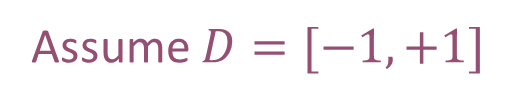 Assume D = [−1, +1]